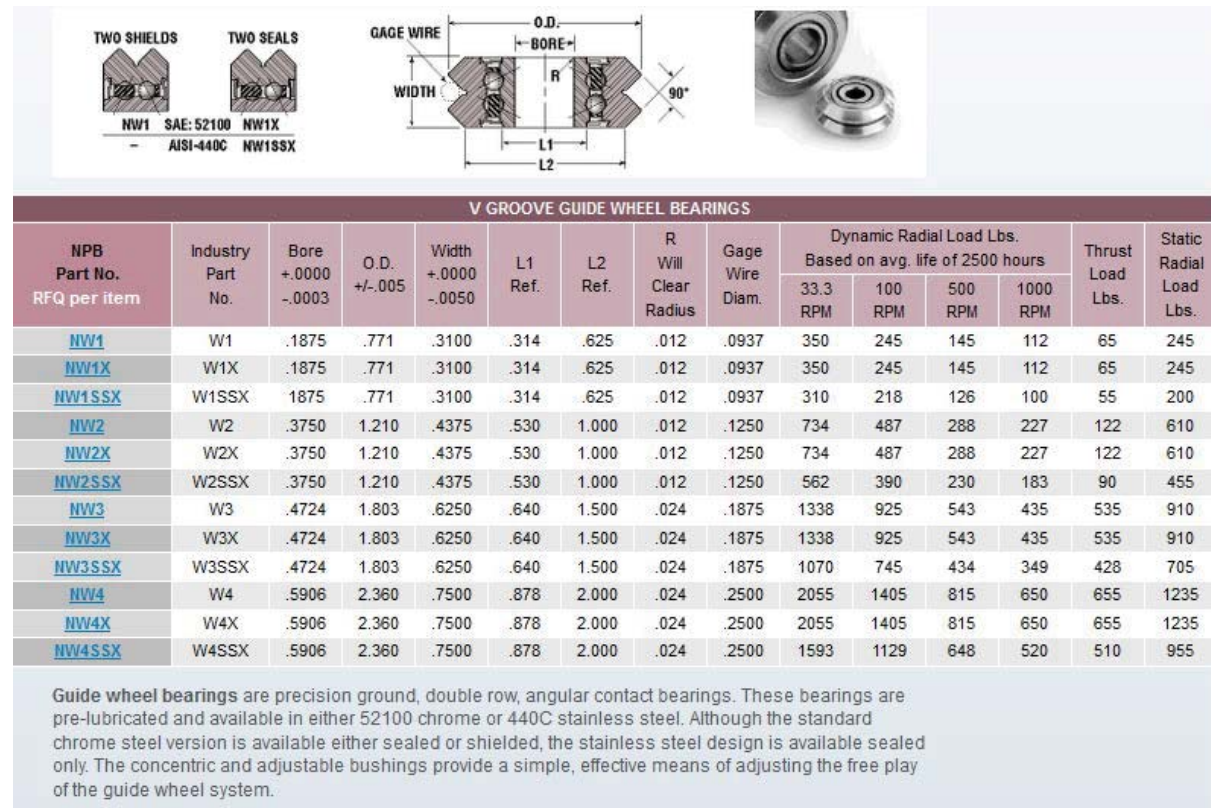 TWO SHIELDS TWO SEALS
NW1 SAE: 52100 NW1X
– AISI-440C NW1SSX
GAGE WIRE
O.D.
BORE
R
WIDTH
90°
L1
L2
V GROOVE GUIDE WHEEL BEARINGS
NPB Part No. RFQ per item Industry Part No. Bore +.0000 -.0003 O.D. +/-.005 Width +.0000 -.0050 L1 Ref. L2 Ref. R Will Clear Radius Gage Wire Diam. Dynamic Radial Load Lbs. Based on avg. life of 2500 hours Thrust Load Lbs. Static Radial Load Lbs.
33.3 RPM 100 RPM 500 RPM 1000 RPM
NW1 W1 .1875 .771 .3100 .314 .625 .012 .0937 350 245 145 112 65 245
NW1X W1X .1875 .771 .3100 .314 .625 .012 .0937 350 245 145 112 65 245
NW1SSX W1SSX 1875 .771 .3100 .314 .625 .012 .0937 310 218 126 100 55 200
NW2 W2 .3750 1.210 .4375 .530 1.000 .012 .1250 734 487 288 227 122 610
NW2X W2X .3750 1.210 .4375 .530 1.000 .012 .1250 734 487 288 227 122 610
NW2SSX W2SSX .3750 1.210 .4375 .530 1.000 .012 .1250 562 390 230 183 90 455
NW3 W3 .4724 1.803 .6250 .640 1.500 .024 .1875 1338 925 543 435 535 910
NW3X W3X .4724 1.803 .6250 .640 1.500 .024 .1875 1338 925 543 435 535 910
NW3SSX W3SSX .4724 1.803 .6250 .640 1.500 .024 .1875 1070 745 434 349 428 705
NW4 W4 .5906 2.360 .7500 .878 2.000 .024 .2500 2055 1405 815 650 655 1235
NW4X W4X .5906 2.360 .7500 .878 2.000 .024 .2500 2055 1405 815 650 655 1235
NW4SSX W4SSX .5906 2.360 .7500 .878 2.000 .024 .2500 1593 1129 648 520 510 955
Guide wheel bearings are precision ground, double row, angular contact bearings. These bearings are
pre-lubricated and available in either 52100 chrome or 440C stainless steel. Although the standard
chrome steel version is available either sealed or shielded, the stainless steel design is available sealed
only. The concentric and adjustable bushings provide a simple, effective means of adjusting the free play
of the guide wheel system.